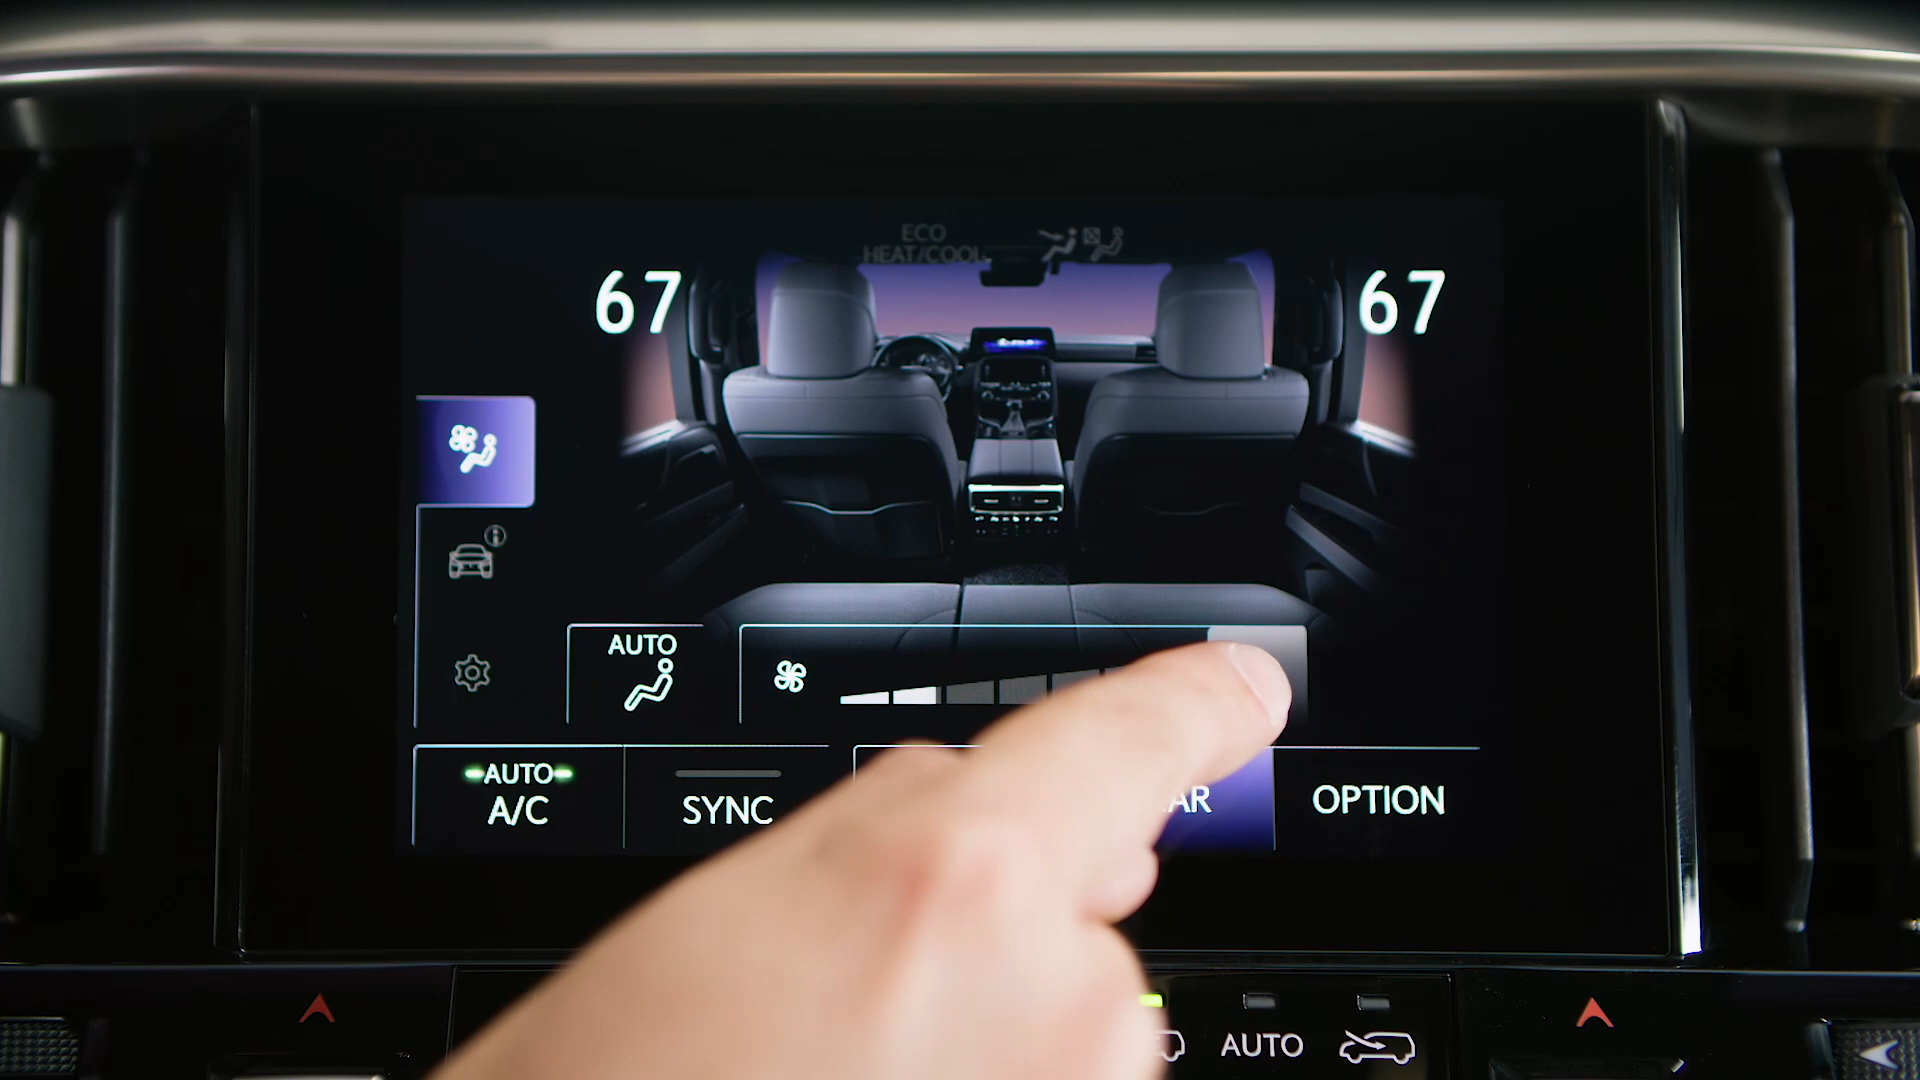 ECO
HEAT/COOL
67
67
AUTO
AUTO
A/C
SYNC
AR
OPTION
AUTO